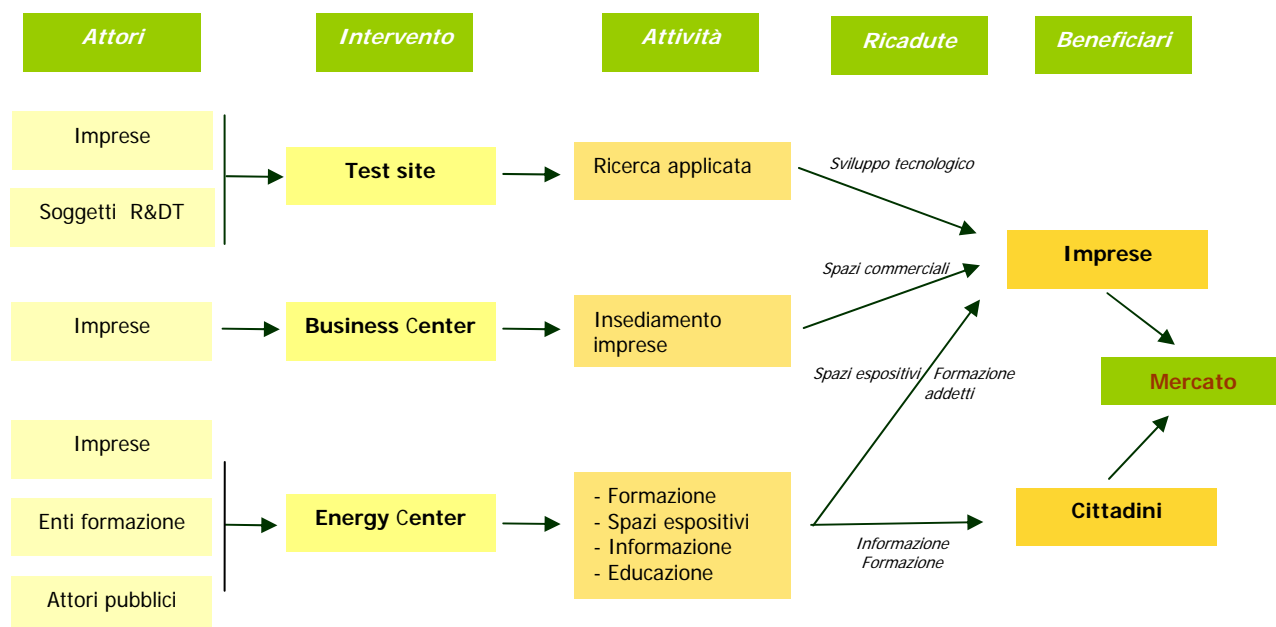 Attori
Intervento
Attività
Ricadute
Beneficiari
Imprese
Soggetti R&DT
Test site
Ricerca applicata
Sviluppo tecnologico
Imprese
Imprese
Business Center
Insediamento
imprese
Spazi commerciali
Spazi espositivi
Formazione
addetti
Mercato
Imprese
Enti formazione
Attori pubblici
Energy Center
- Formazione
- Spazi espositivi
- Informazione
- Educazione
Informazione
Formazione
Cittadini